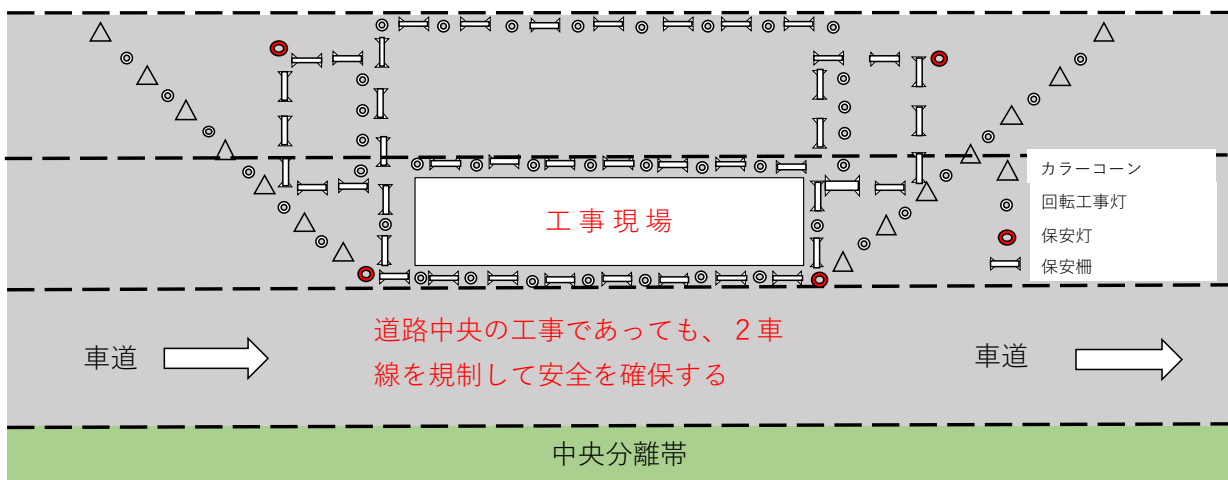 カラーコーン
回転工事灯
保安灯
保安柵
工事現場
道路中央の工事であっても、２車
線を規制して安全を確保する
車道
車道
中央分離帯